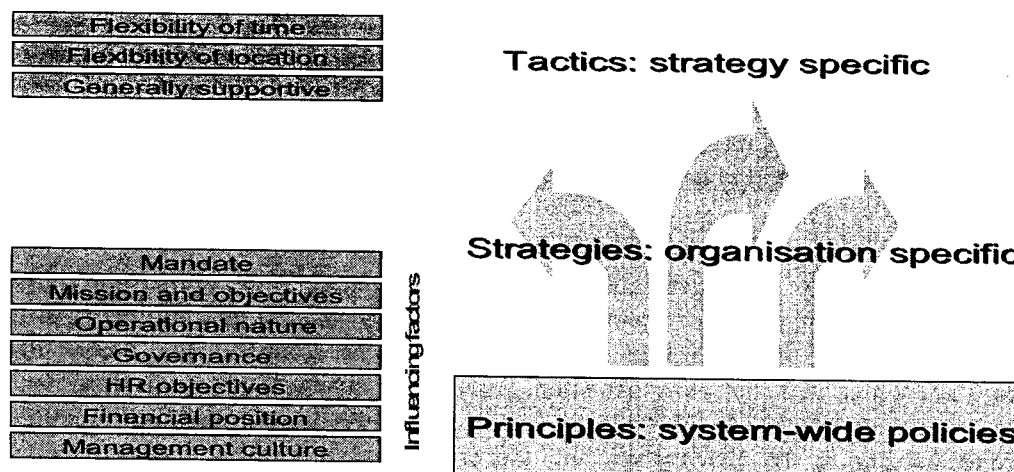 Flexibility of time
Flexibility of location
Generally supportive
Tactics: strategy specific
Strategies: organisation specific
Mandate
Mission and objectives
Operational nature
Governance
HR objectives
Financial position
Management culture
Influencing factors
Principles: system-wide policies